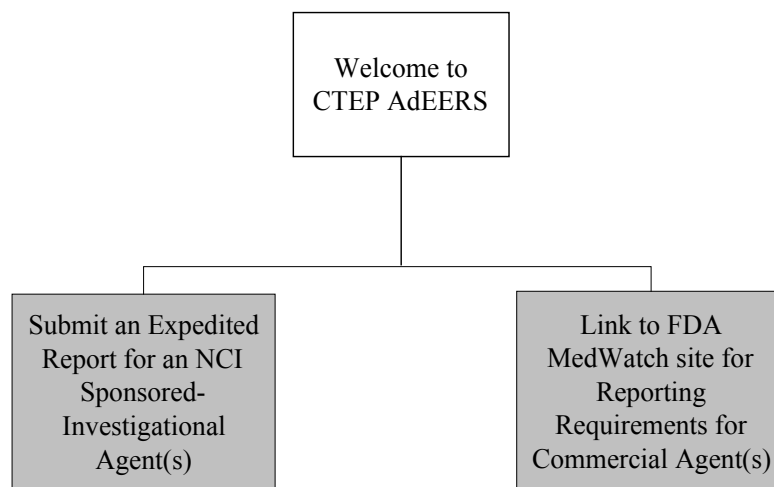 Welcome to
CTEP AdEERS
Submit an Expedited
Report for an NCI
Sponsored-
Investigational
Agent(s)
Link to FDA
MedWatch site for
Reporting
Requirements for
Commercial Agent(s)